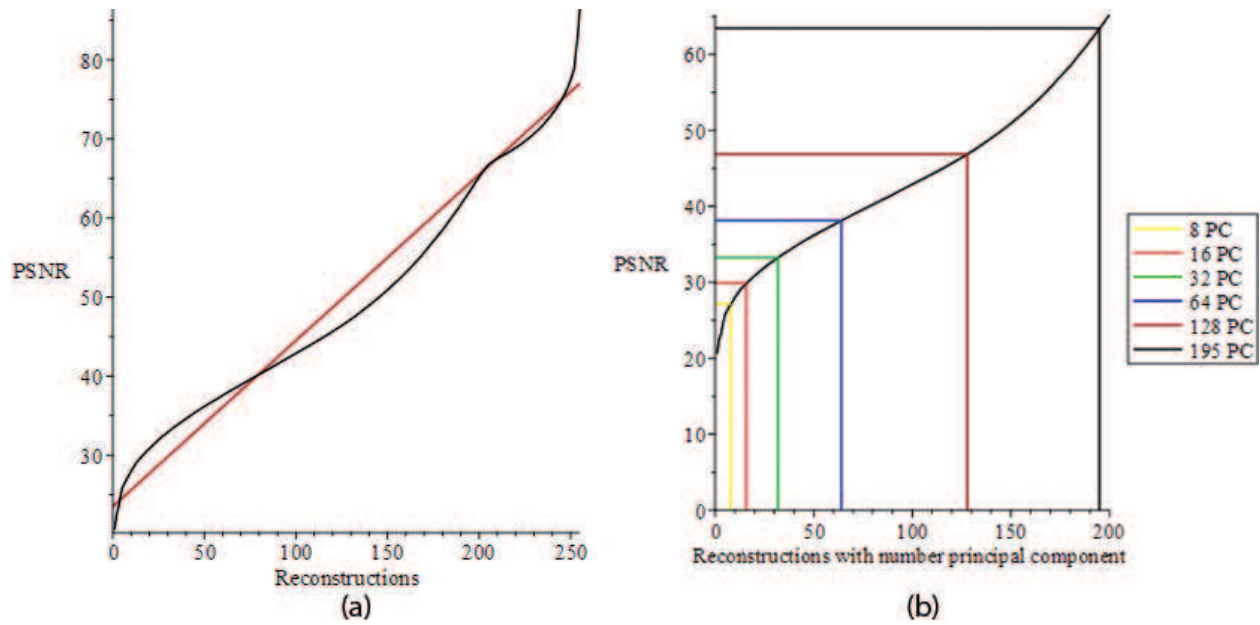 80
70
60
PSNR
50
40
30
0 50 100 150 200 250
Reconstructions
(a)
60
50
40
PSNR
30
20
10
0
0 50 100 150 200
Reconstructions with number principal component
(b)
8 PC
16 PC
32 PC
64 PC
128 PC
195 PC